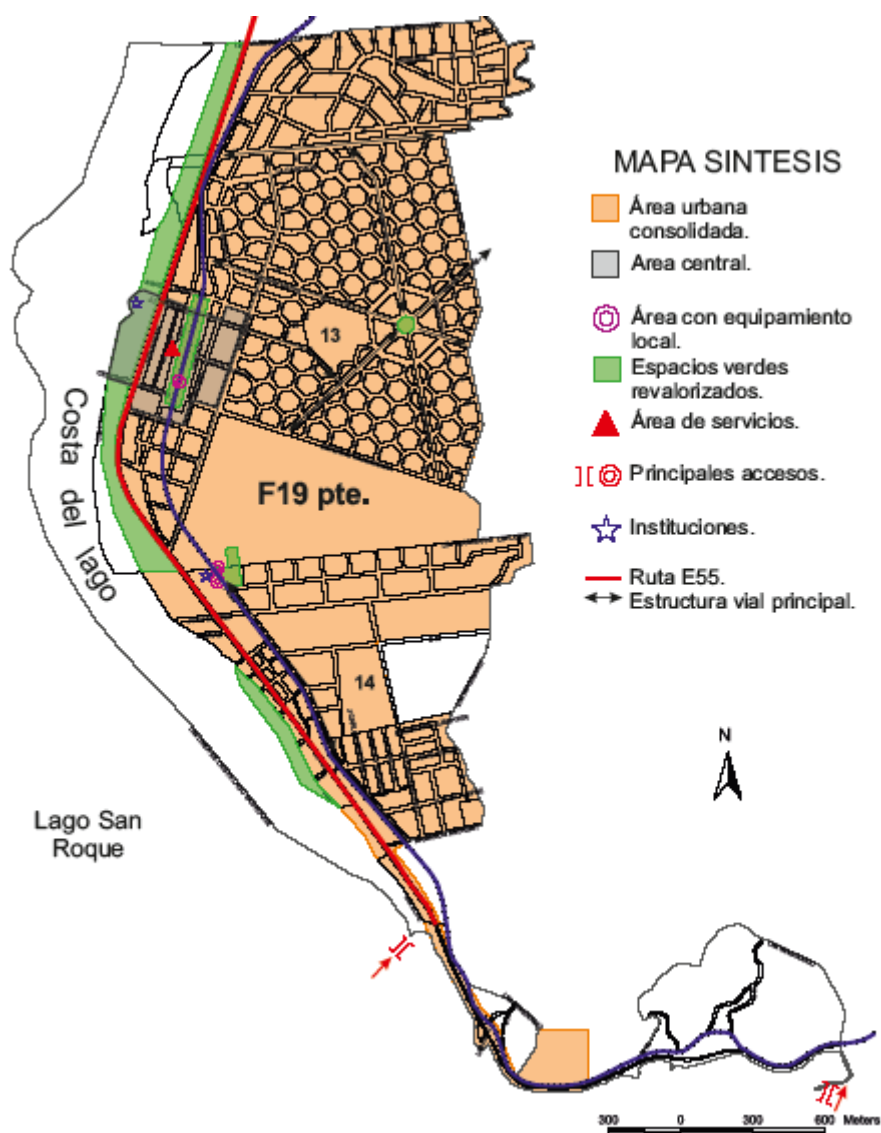 MAPA SINTESIS
Área urbana
consolidada.
Area central.
Área con equipamiento
local.
Espacios verdes
revalorizados.
Área de servicios.
Principales accesos.
Instituciones.
Ruta E55.
Estructura vial principal.
13
F19 pte.
14
Costa del lago
Lago San
Roque
N
300 0 300 600 Meters